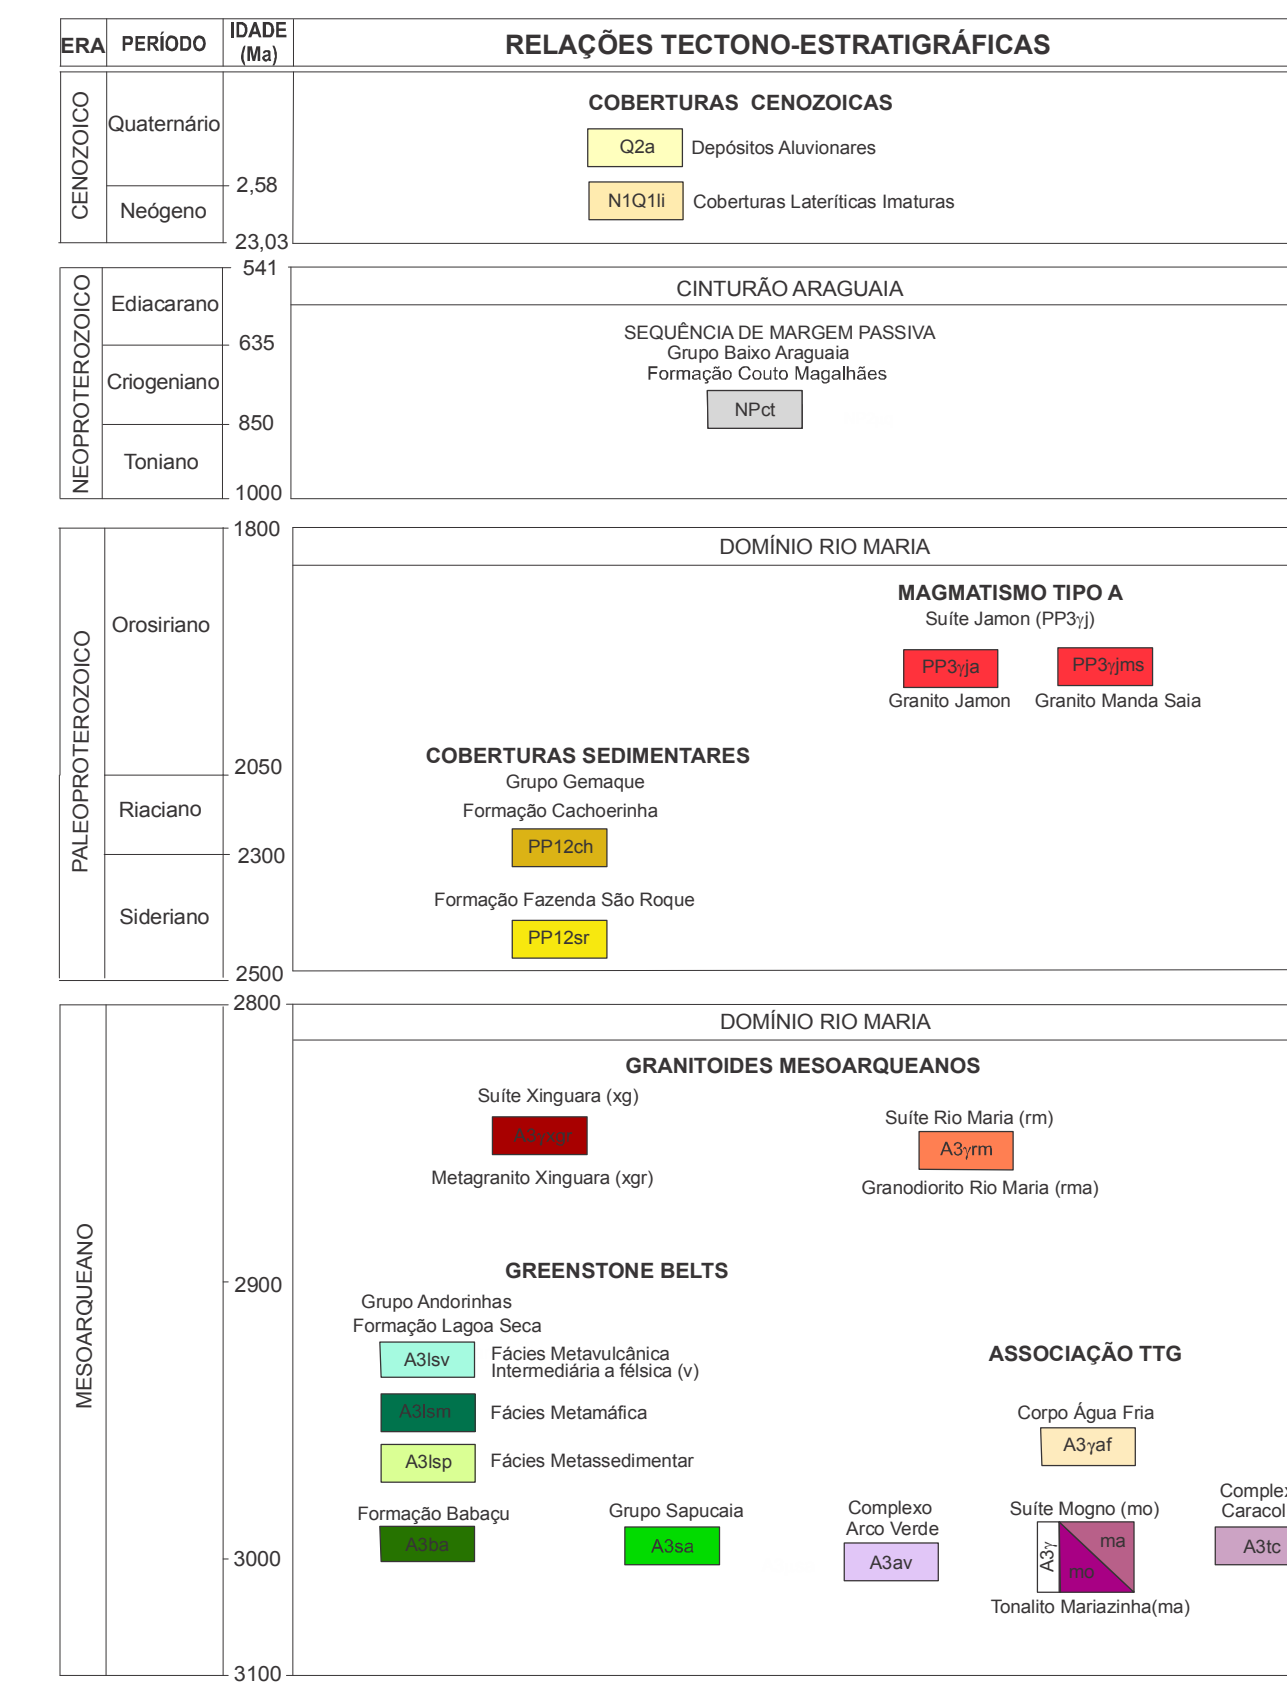 ERA
PERÍODO
IDADE
(Ma)
RELAÇÕES TECTONO-ESTRATIGRÁFICAS
CENOZOICO
Quaternário
2,58
Neógeno
23,03
COBERTURAS CENOZOICAS
Q2a
Depósitos Aluvionares
N1Q1li
Coberturas Lateríticas Imaturas
541
NEOPROTEROZOICO
Ediacarano
635
Criogeniano
850
Toniano
1000
CINTURÃO ARAGUAIA
SEQUÊNCIA DE MARGEM PASSIVA
Grupo Baixo Araguaia
Formação Couto Magalhães
NPct
1800
PALEOPROTEROZOICO
Orosiriano
2050
Riaciano
2300
Sideriano
2500
DOMÍNIO RIO MARIA
MAGMATISMO TIPO A
Suíte Jamon (PP3γj)
PP3γja
PP3γjms
Granito Jamon
Granito Manda Saia
COBERTURAS SEDIMENTARES
Grupo Gemaque
Formação Cachoerinha
PP12ch
Formação Fazenda São Roque
PP12sr
2800
MESOARQUEANO
2900
3000
3100
DOMÍNIO RIO MARIA
GRANITOIDES MESOARQUEANOS
Suíte Xinguara (xg)
A3γxgr
Metagranito Xinguara (xgr)
Suíte Rio Maria (rm)
A3γrm
Granodiorito Rio Maria (rma)
GREENSTONE BELTS
Grupo Andorinhas
Formação Lagoa Seca
A3lsv
Fácies Metavulcânica
Intermediária a félsica (v)
A3lsm
Fácies Metamáfica
A3lsp
Fácies Metassedimentar
Formação Babaçu
A3ba
Grupo Sapucaia
A3sa
Complexo
Arco Verde
A3av
ASSOCIAÇÃO TTG
Corpo Água Fria
A3γaf
Suíte Mogno (mo)
A3γ
ma
mo
Tonalito Mariazinha(ma)
Caracol
A3tc